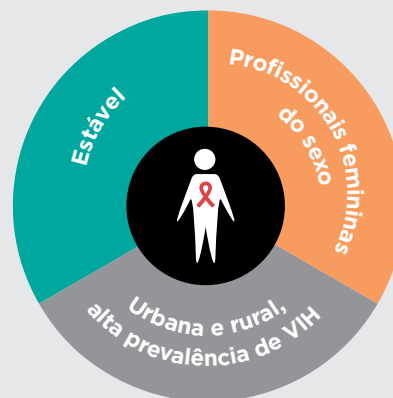 Estável
Profissionais femininas
do sexo
Urbana e rural,
alta prevalência de VIH